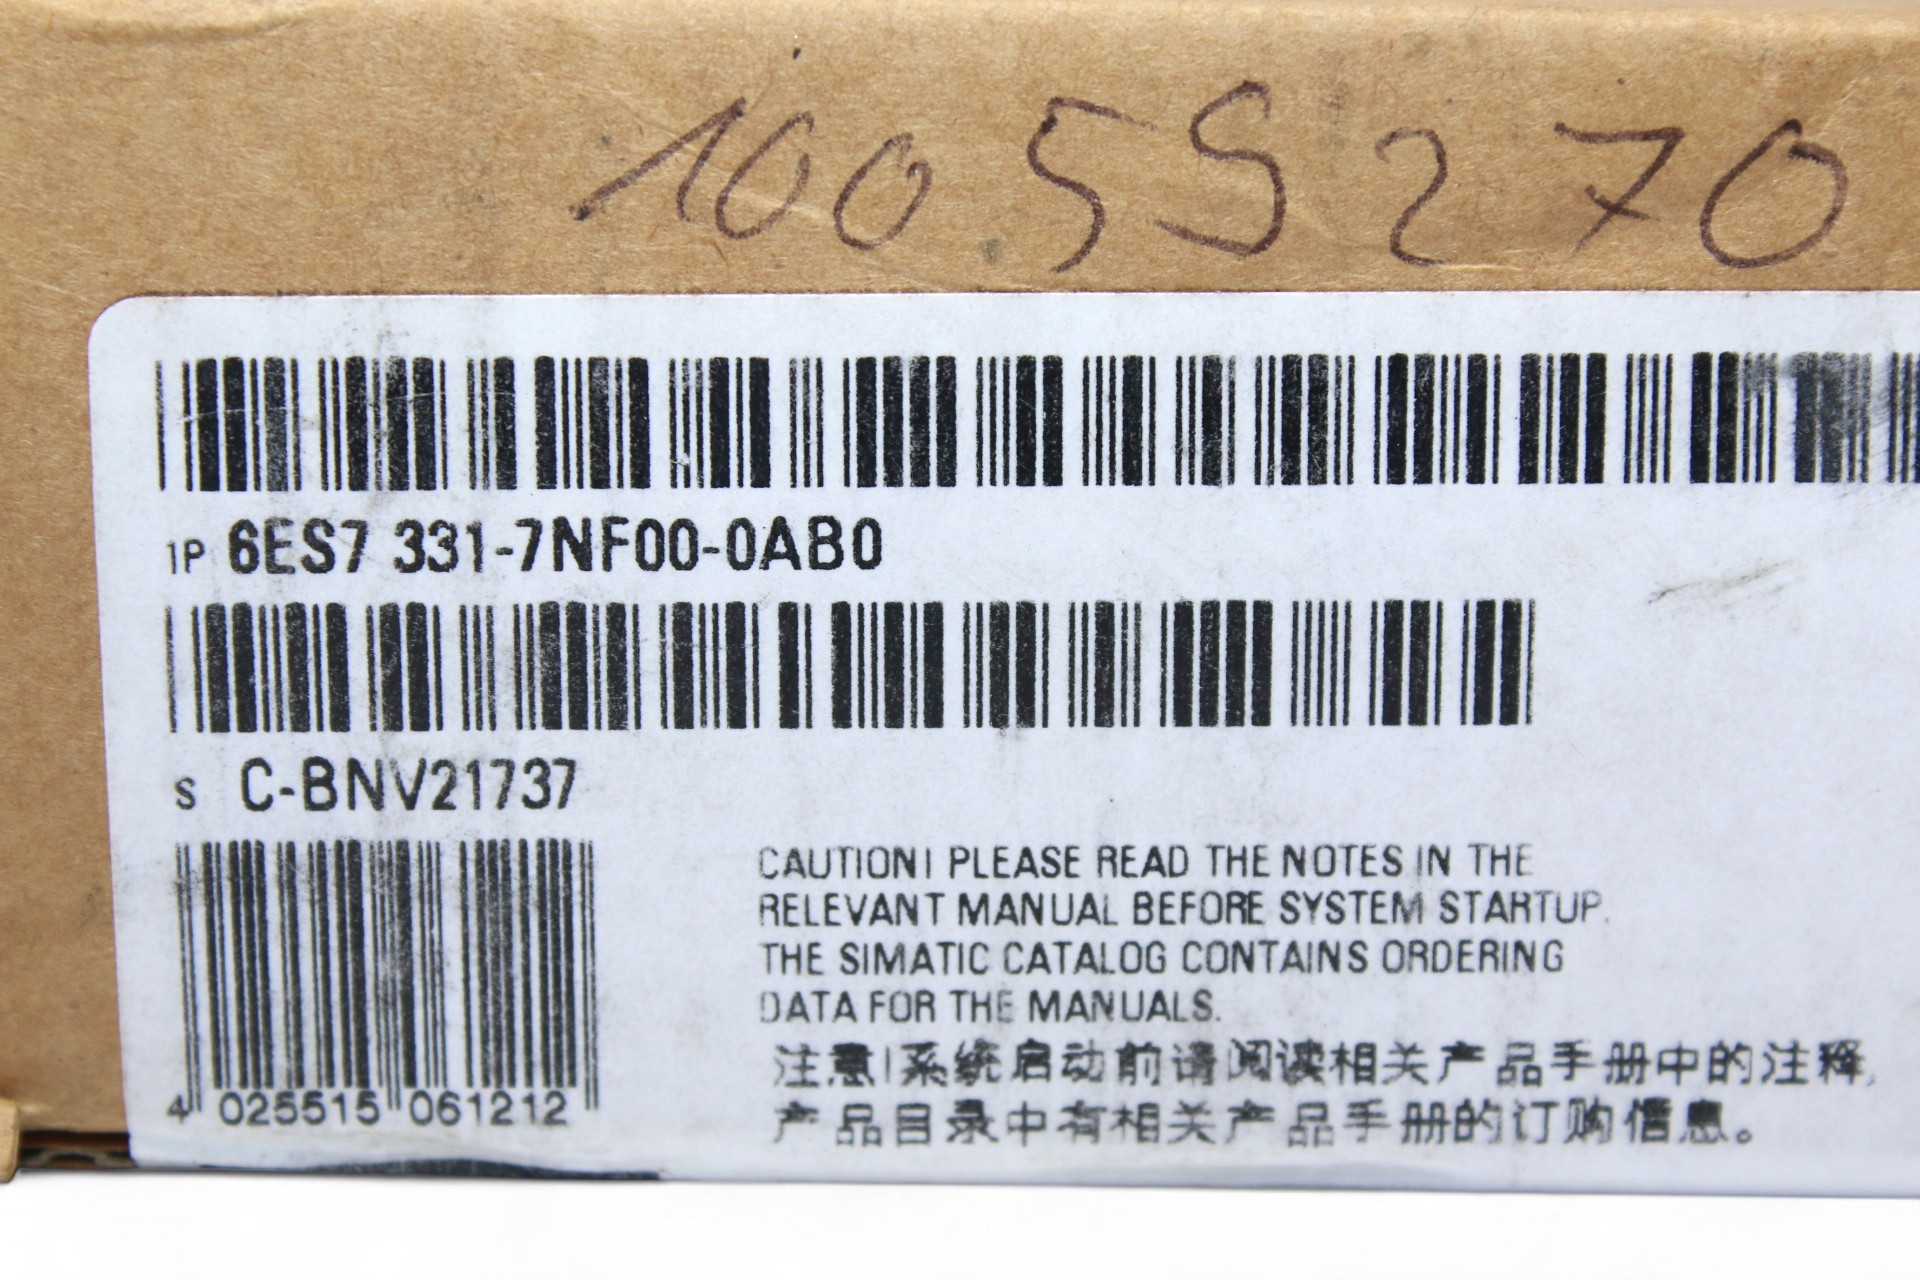 10055270
1P 6ES7 331-7NF00-0AB0
S C-BNV21737
4 025515 061212
CAUTION! PLEASE READ THE NOTES IN THE
RELEVANT MANUAL BEFORE SYSTEM STARTUP.
THE SIMATIC CATALOG CONTAINS ORDERING
DATA FOR THE MANUALS.
注意!系统启动前请阅读相关产品手册中的注释,
产品目录中有相关产品手册的订购信息。